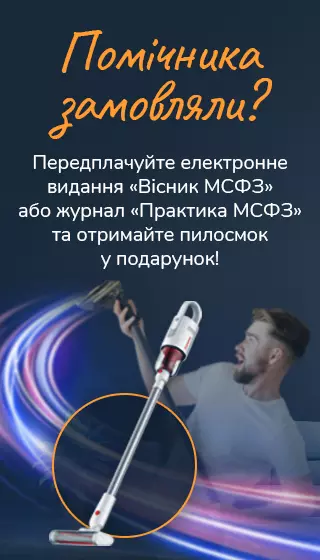 Помічника
замовляли?
Передплачуйте електронне
видання «Вісник МСФЗ»
або журнал «Практика МСФЗ»
та отримайте пилосмок
у подарунок!